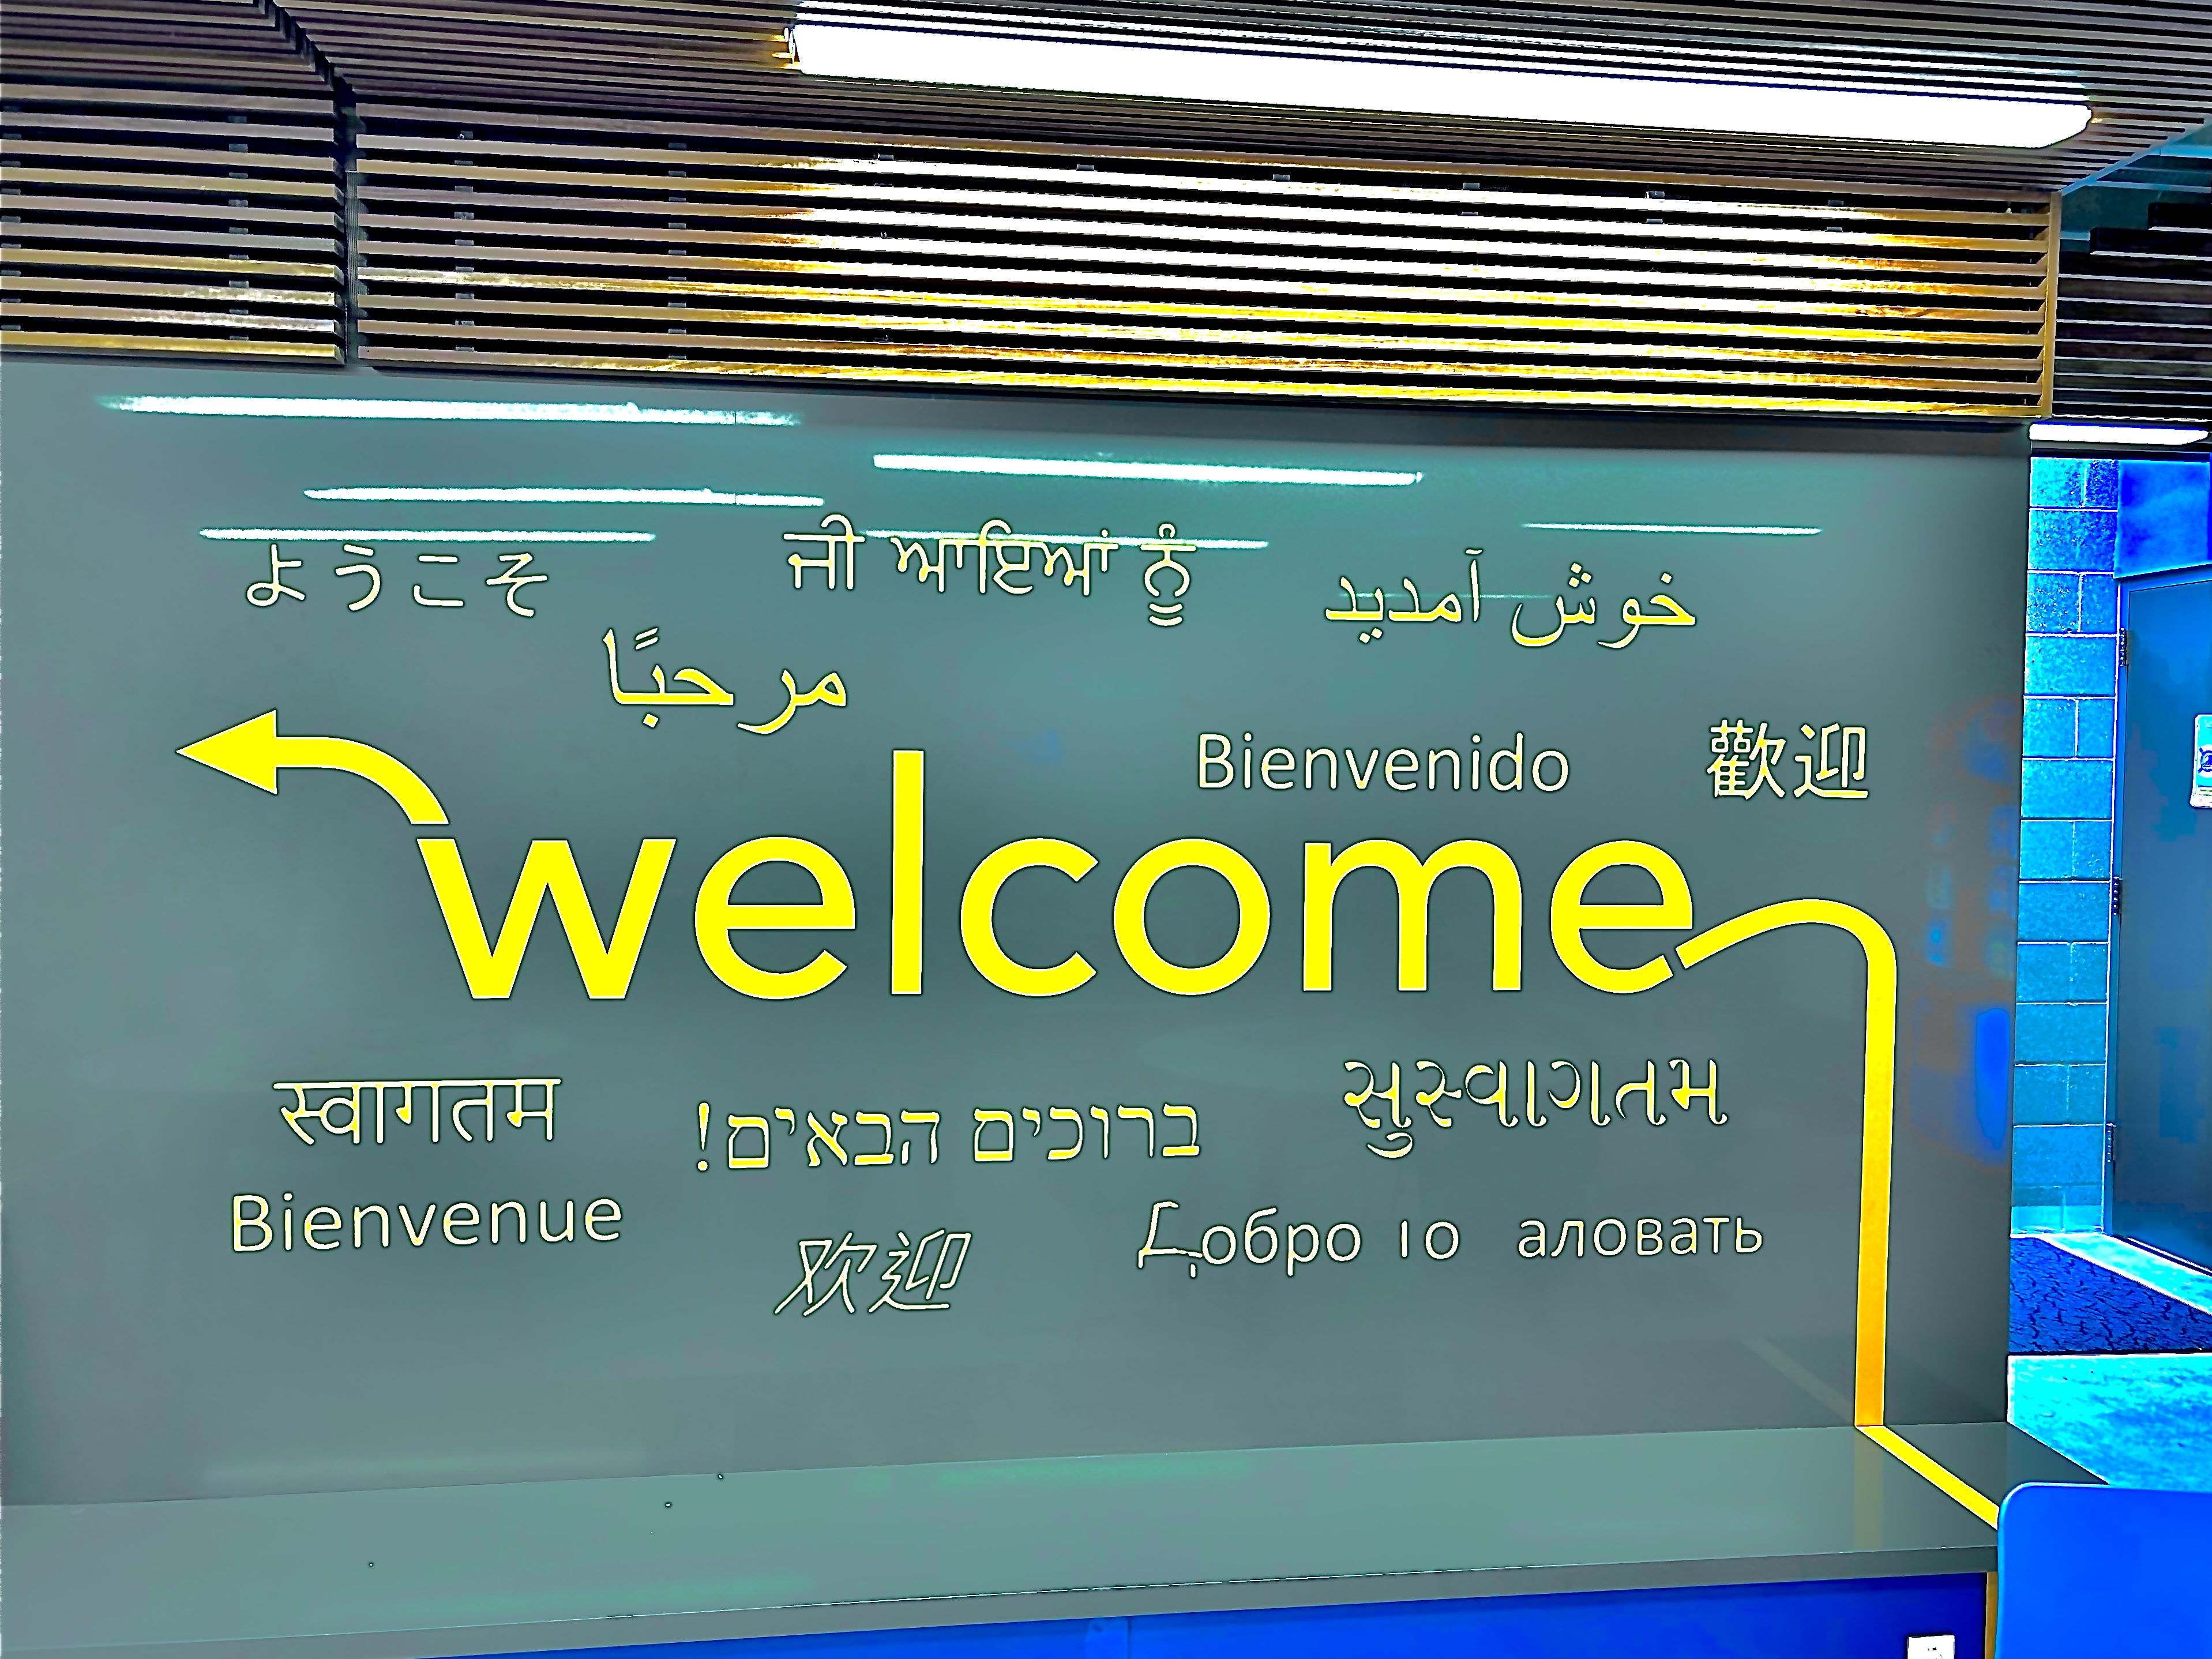 ようこそ
ਜੀ ਆਇਆਂ ਨੂੰ
خوش آمدید
مرحبًا
Bienvenido
歡迎
welcome
स्वागतम
ברוכים הבאים!
સુસ્વાગતમ
Bienvenue
欢迎
Добро
аловать